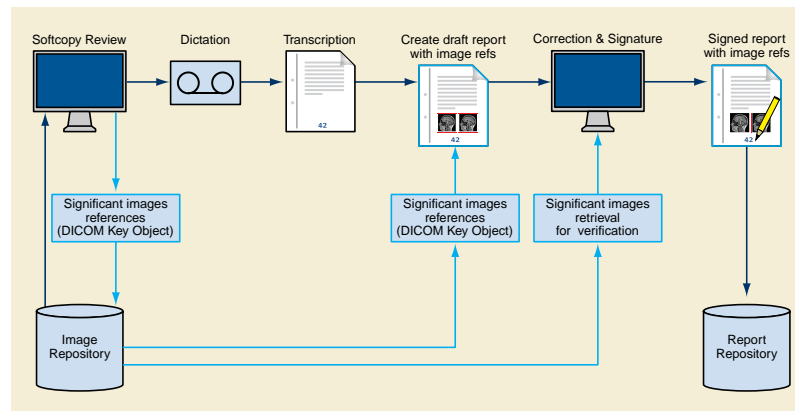 Softcopy Review
Dictation
Transcription
Create draft report
with image refs
Correction & Signature
Signed report
with image refs
42
42
42
Significant images
references
(DICOM Key Object)
Significant images
references
(DICOM Key Object)
Significant images
retrieval
for verification
Image
Repository
Report
Repository